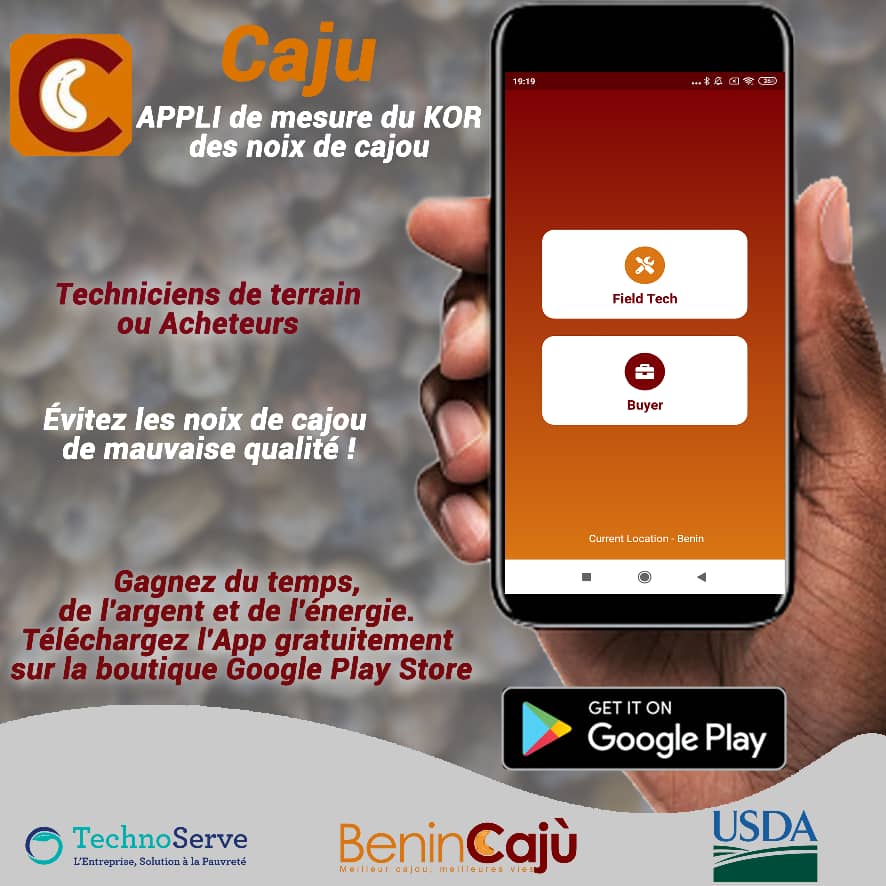 Caju
APPLI de mesure du KOR
des noix de cajou
Techniciens de terrain
ou Acheteurs
Évitez les noix de cajou
de mauvaise qualité !
Gagnez du temps,
de l'argent et de l'énergie.
Téléchargez l'App gratuitement
sur la boutique Google Play Store
19:19
Field Tech
Buyer
Current Location - Benin
GET IT ON
Google Play
TechnoServe
L'Entreprise, Solution à la Pauvreté
BeninCajù
Meilleur cajou, meilleures vies
USDA